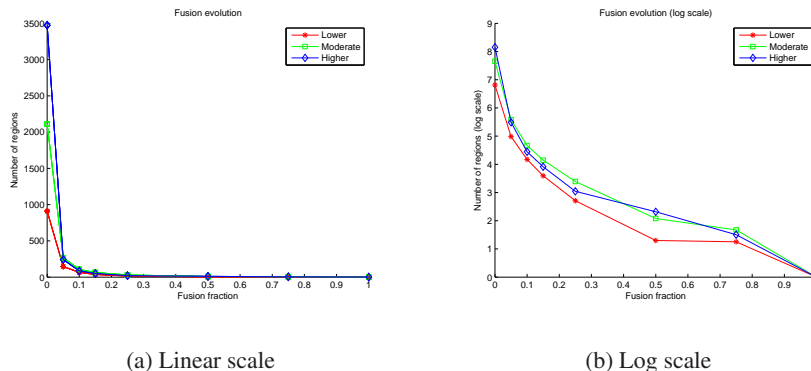 Fusion evolution
3500
3000
2500
2000
1500
1000
500
0
Number of regions
0 0.1 0.2 0.3 0.4 0.5 0.6 0.7 0.8 0.9 1
Fusion fraction
Lower
Moderate
Higher
(a) Linear scale
Fusion evolution (log scale)
9
8
7
6
5
4
3
2
1
0
Number of regions (log scale)
0 0.1 0.2 0.3 0.4 0.5 0.6 0.7 0.8 0.9
Fusion fraction
Lower
Moderate
Higher
(b) Log scale